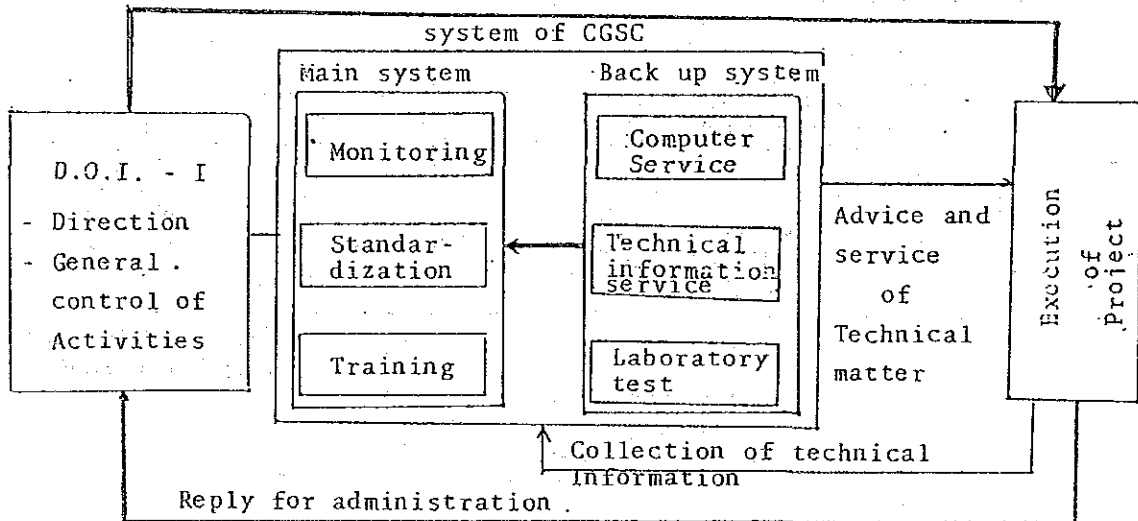 system of CGSC
Main system
Back up system
D.O.I. - I
- Direction
- General.
control of
Activities
Monitoring
Standar-
dization
Training
Computer
Service
Technical
information
service
Laboratory
test
Advice and
service
of
Technical
matter
Execution
of
Project
Collection of technical
Information
Reply for administration.